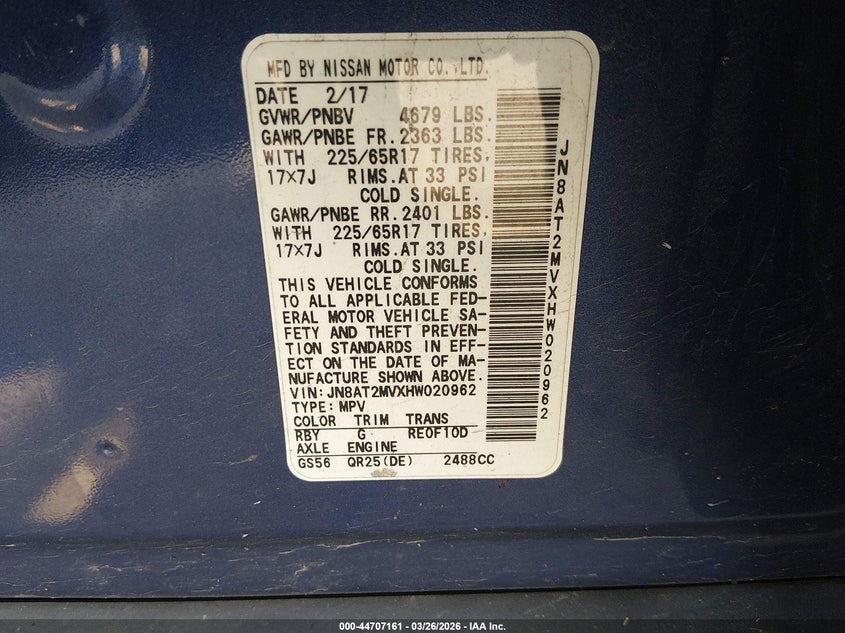 MFD BY NISSAN MOTOR CO.,LTD.
DATE 2/17
GVWR/PNBV 4679 LBS.
GAWR/PNBE FR. 2363 LBS.
WITH 225/65R17 TIRES,
17x7J RIMS.AT 33 PSI
COLD SINGLE.
GAWR/PNBE RR. 2401 LBS.
WITH 225/65R17 TIRES,
17x7J RIMS.AT 33 PSI
COLD SINGLE.
THIS VEHICLE CONFORMS
TO ALL APPLICABLE FED-
ERAL MOTOR VEHICLE SA-
FETY AND THEFT PREVEN-
TION STANDARDS IN EFF-
ECT ON THE DATE OF MA-
NUFACTURE SHOWN ABOVE.
VIN:JN8AT2MVXHW020962
TYPE:MPV
COLOR TRIM TRANS
RBY G RE0F10D
AXLE ENGINE
GS56 QR25(DE) 2488CC
JN8AT2MVXHW020962
000-44707161 - 03/26/2026 - IAA Inc.